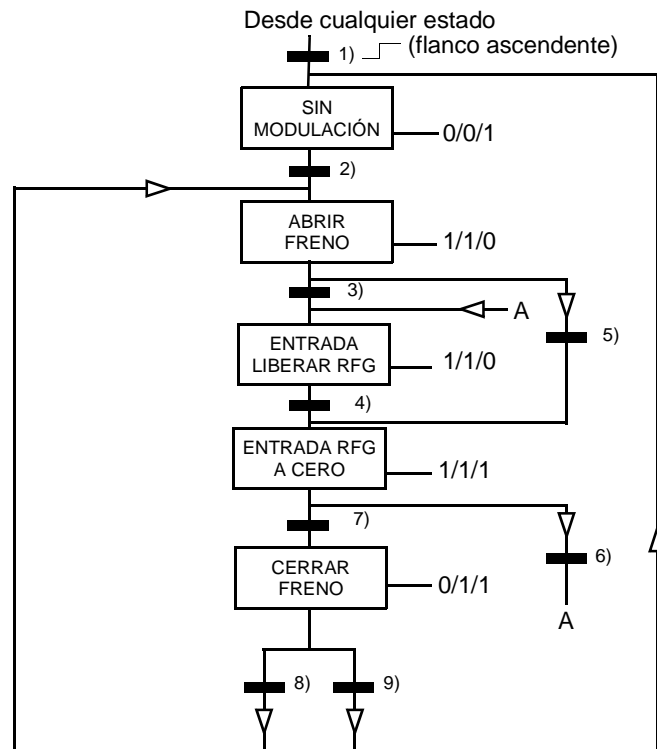 Desde cualquier estado
1)
(flanco ascendente)
SIN
MODULACIÓN
0/0/1
2)
ABRIR
FRENO
1/1/0
3)
A
5)
ENTRADA
LIBERAR RFG
1/1/0
4)
ENTRADA RFG
A CERO
1/1/1
7)
6)
CERRAR
FRENO
0/1/1
A
8)
9)